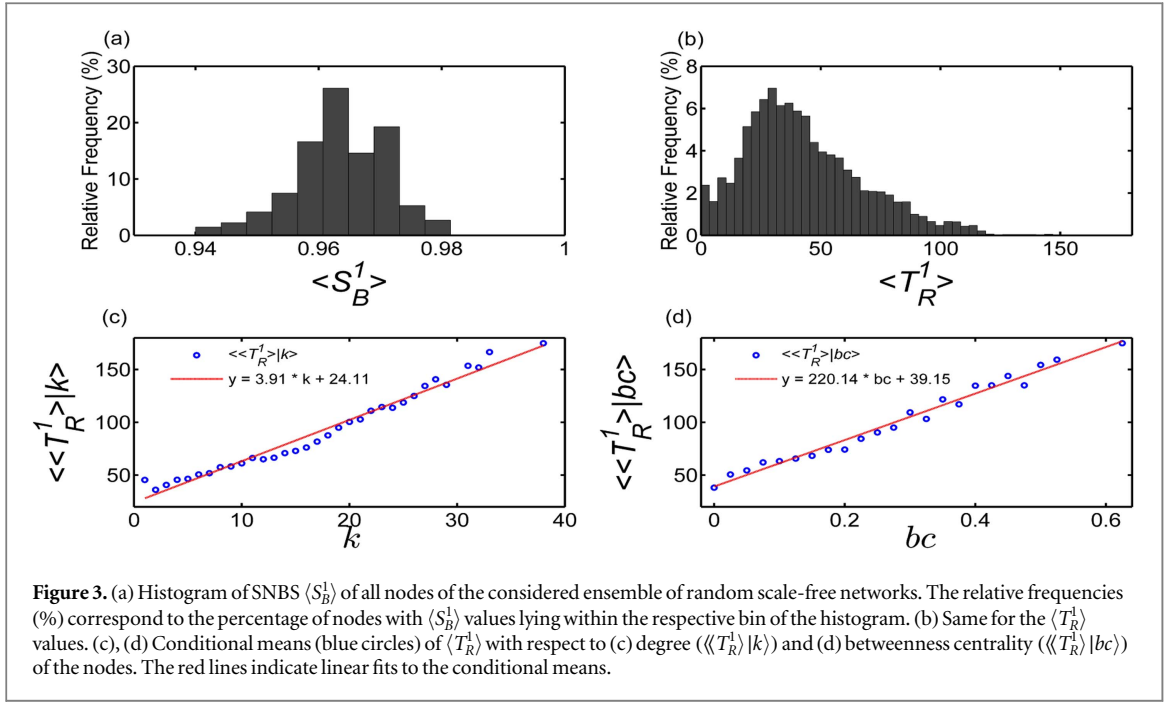 (a)
Relative Frequency (%)
30
20
10
0
0.94 0.96 0.98 1
<S_B^1>
(b)
Relative Frequency (%)
8
6
4
2
0
0 50 100 150
<T_R^1>
(c)
<<T_R^1>|k>
150
100
50
<<T_R^1>|k>
y = 3.91 * k + 24.11
0 10 20 30 40
k
(d)
<<T_R^1>|bc>
150
100
50
<<T_R^1>|bc>
y = 220.14 * bc + 39.15
0 0.2 0.4 0.6
bc
Figure 3. (a) Histogram of SNBS ⟨S_B^1⟩ of all nodes of the considered ensemble of random scale-free networks. The relative frequencies
(%) correspond to the percentage of nodes with ⟨S_B^1⟩ values lying within the respective bin of the histogram. (b) Same for the ⟨T_R^1⟩
values. (c), (d) Conditional means (blue circles) of ⟨T_R^1⟩ with respect to (c) degree (⟨⟨T_R^1⟩|k⟩) and (d) betweenness centrality (⟨⟨T_R^1⟩|bc⟩)
of the nodes. The red lines indicate linear fits to the conditional means.